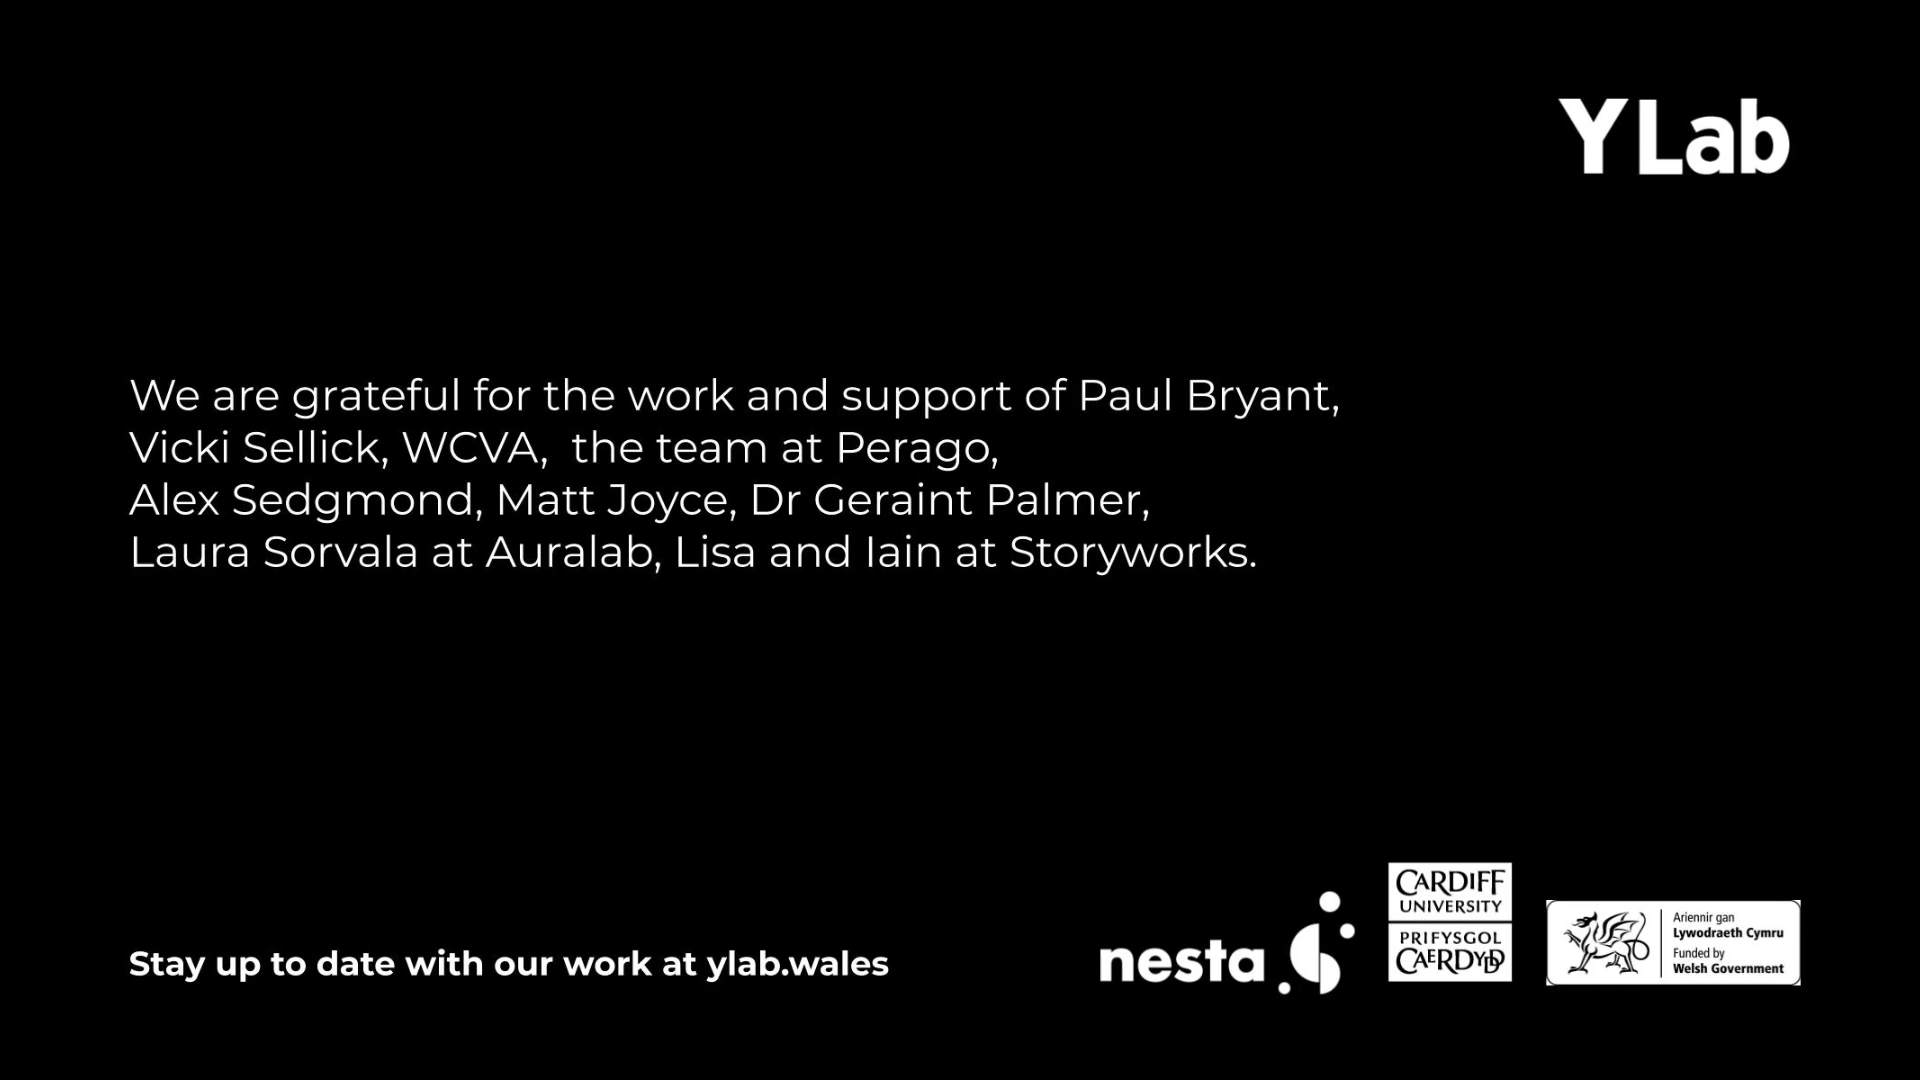 YLab
We are grateful for the work and support of Paul Bryant,
Vicki Sellick, WCVA,  the team at Perago,
Alex Sedgmond, Matt Joyce, Dr Geraint Palmer,
Laura Sorvala at Auralab, Lisa and Iain at Storyworks.
Stay up to date with our work at ylab.wales
nesta
CARDIFF
UNIVERSITY
PRIFYSGOL
CAERDYDD
Ariennir gan
Lywodraeth Cymru
Funded by
Welsh Government